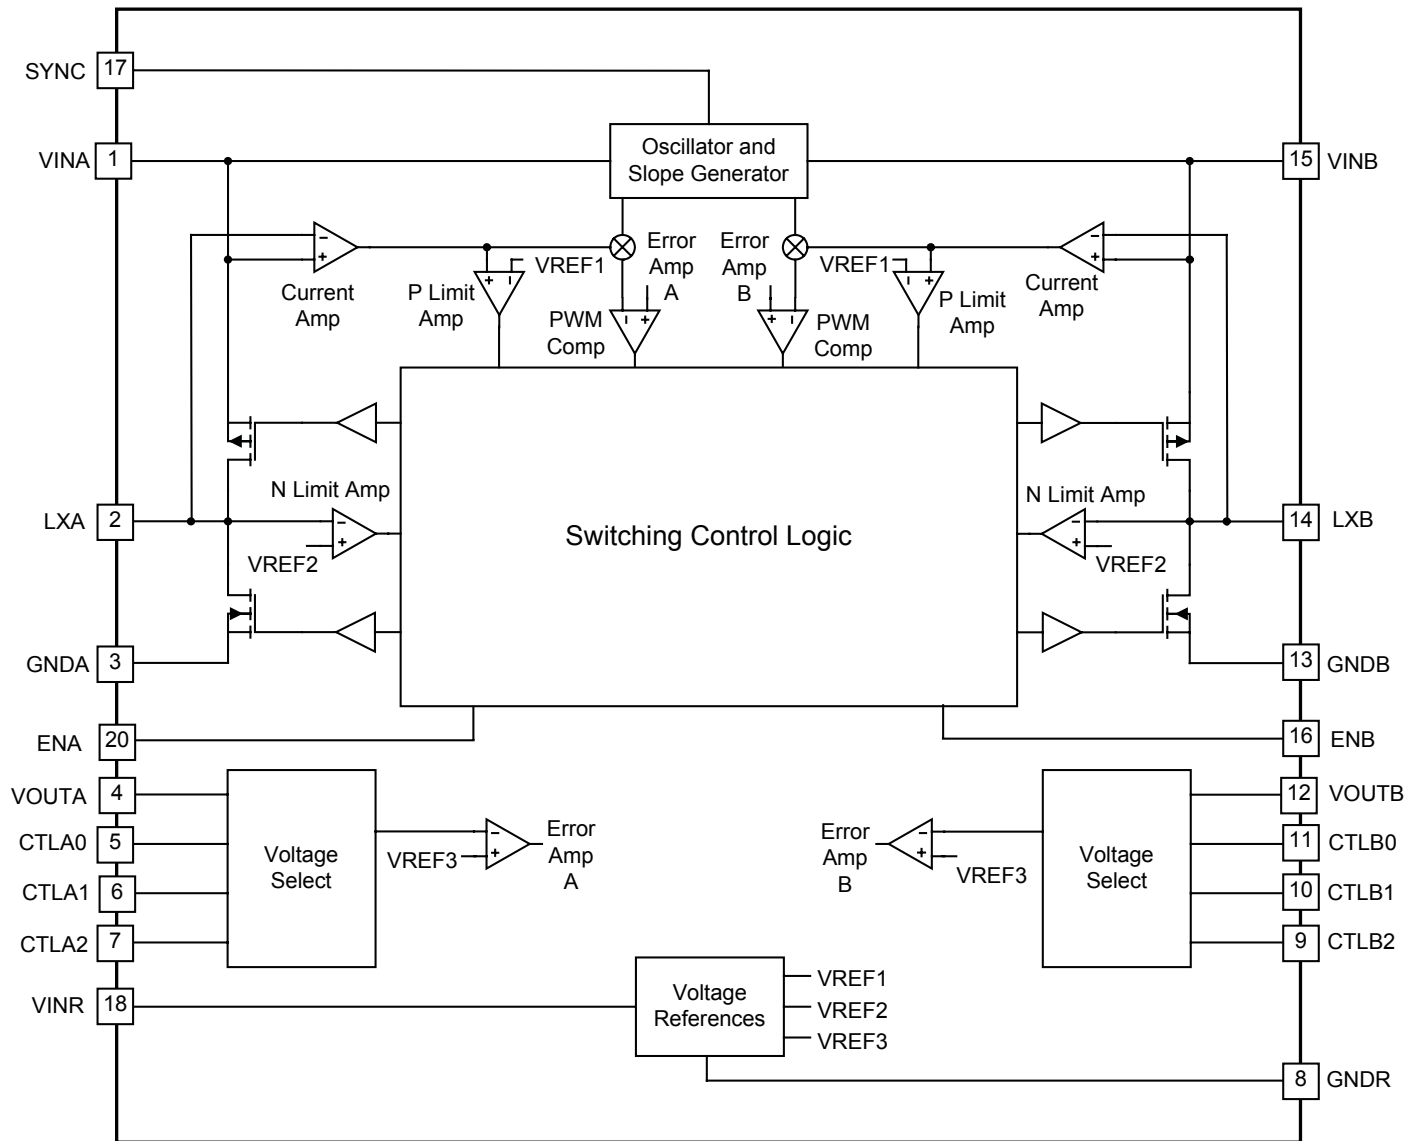 SYNC 17
Oscillator and
Slope Generator
VINA 1
15 VINB
Error
Amp
A
Error
Amp
B
VREF1
VREF1
Current
Amp
P Limit
Amp
PWM
Comp
PWM
Comp
P Limit
Amp
Current
Amp
N Limit Amp
N Limit Amp
LXA 2
Switching Control Logic
14 LXB
VREF2
VREF2
GNDA 3
13 GNDB
ENA 20
16 ENB
VOUTA 4
12 VOUTB
CTLA0 5
11 CTLB0
CTLA1 6
10 CTLB1
CTLA2 7
9 CTLB2
Voltage
Select
VREF3
Error
Amp
A
Error
Amp
B
VREF3
Voltage
Select
VINR 18
Voltage
References
VREF1
VREF2
VREF3
8 GNDR